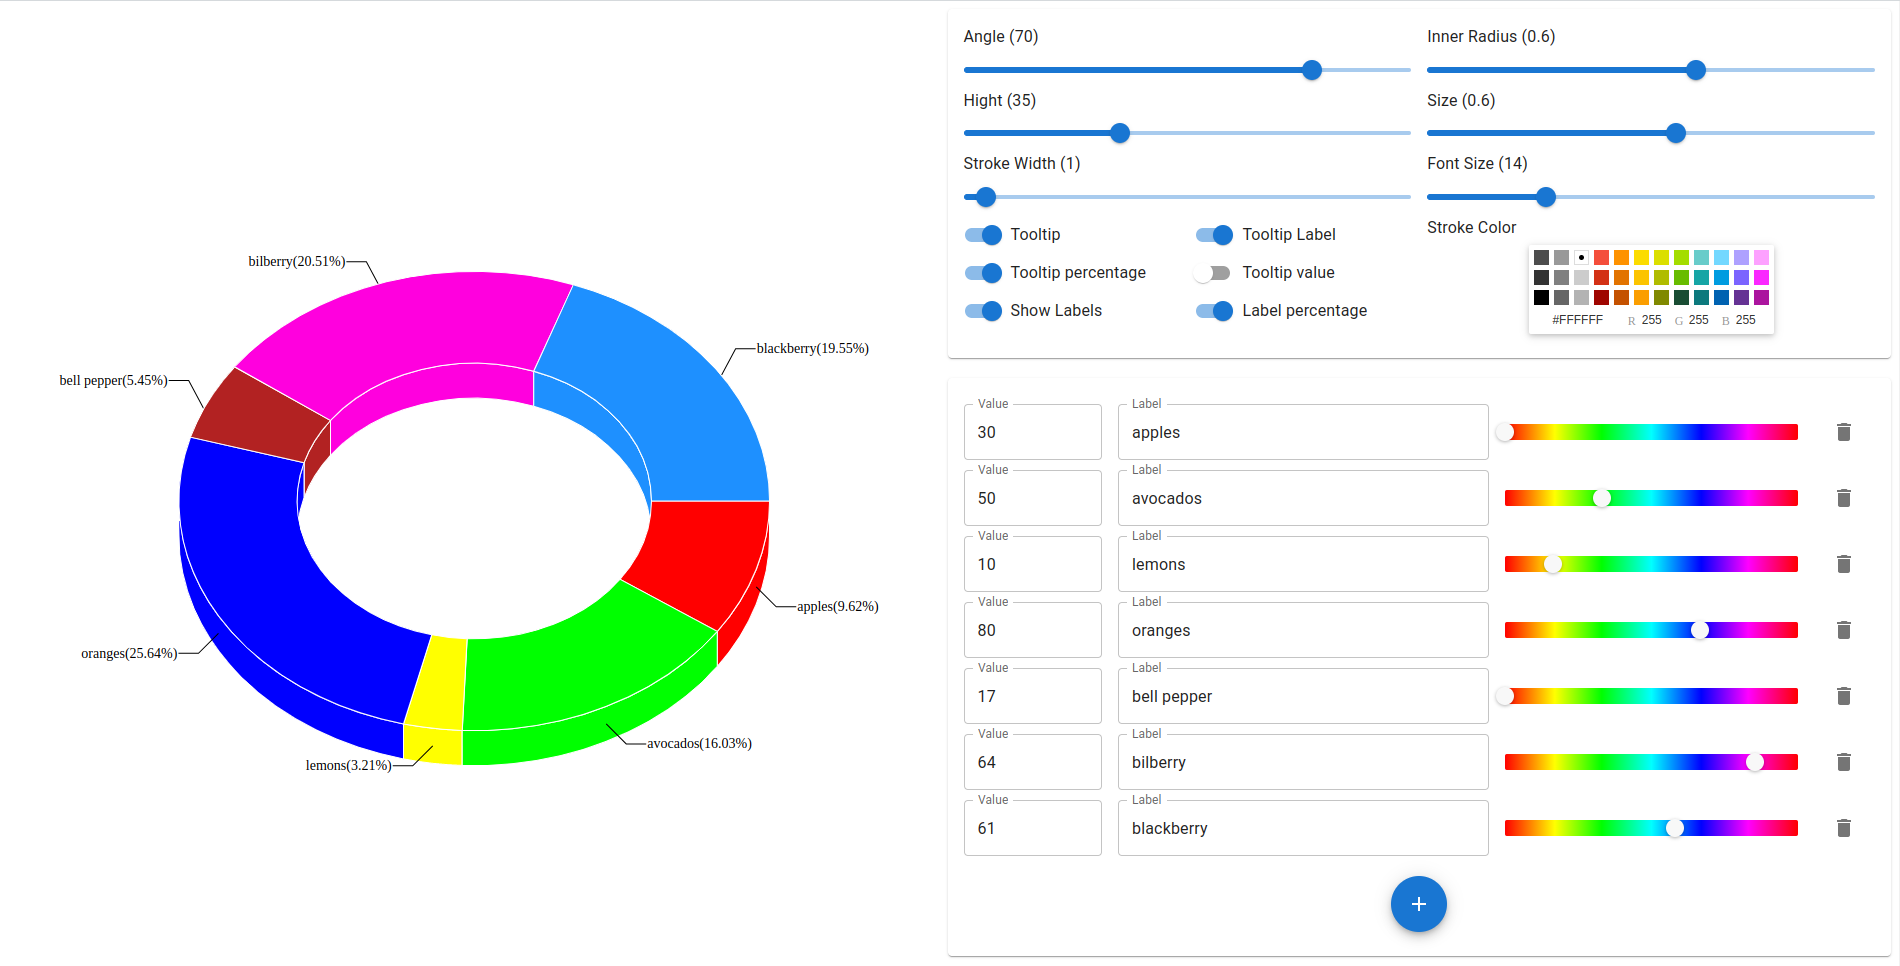 bilberry(20.51%)
blackberry(19.55%)
bell pepper(5.45%)
apples(9.62%)
oranges(25.64%)
avocados(16.03%)
lemons(3.21%)
Angle (70)
Inner Radius (0.6)
Hight (35)
Size (0.6)
Stroke Width (1)
Font Size (14)
Tooltip
Tooltip Label
Stroke Color
Tooltip percentage
Tooltip value
Show Labels
Label percentage
#FFFFFF R 255 G 255 B 255
Value Label
30 apples
Value Label
50 avocados
Value Label
10 lemons
Value Label
80 oranges
Value Label
17 bell pepper
Value Label
64 bilberry
Value Label
61 blackberry
+